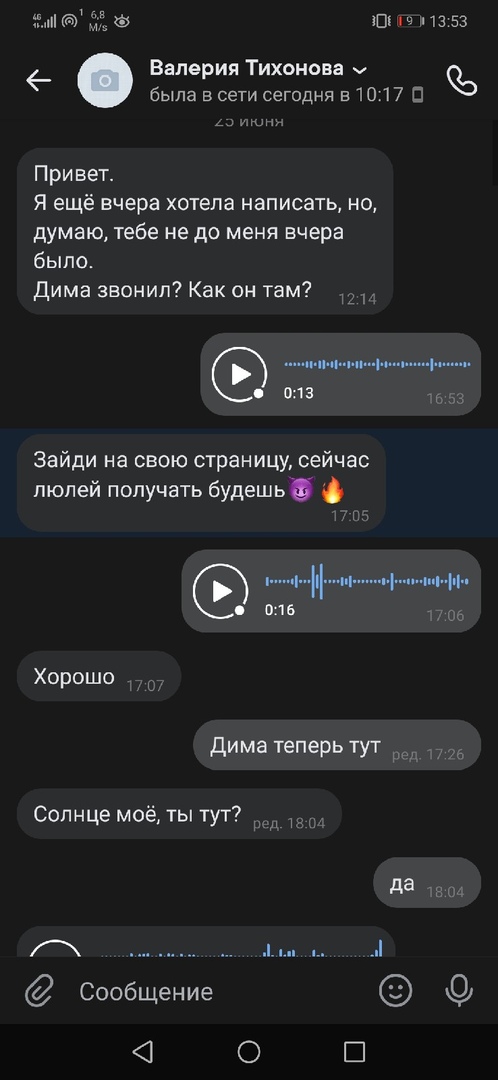 4G 1 6,8 M/s 9 13:53
Валерия Тихонова
была в сети сегодня в 10:17
25 июня
Привет.
Я ещё вчера хотела написать, но,
думаю, тебе не до меня вчера
было.
Дима звонил? Как он там? 12:14
0:13 16:53
Зайди на свою страницу, сейчас
люлей получать будешь😈🔥
17:05
0:16 17:06
Хорошо 17:07
Дима теперь тут ред. 17:26
Солнце моё, ты тут? ред. 18:04
да 18:04
Сообщение